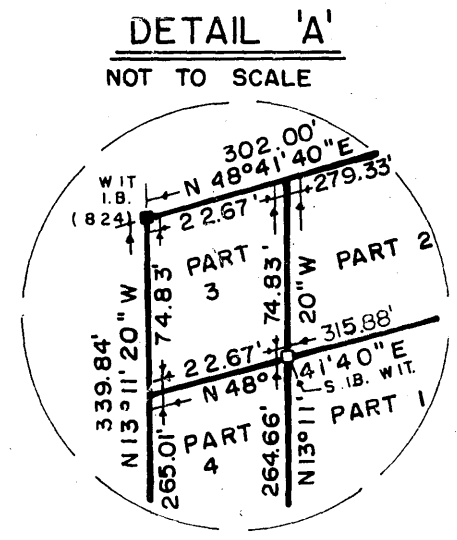 DETAIL 'A'
NOT TO SCALE
302.00'
N 48°41'40"E
WIT
I.B.
(824)
22.67'
279.33'
PART
3
PART 2
74.83'
74.83'
20" W
339.84'
N 13°11'20" W
315.88'
22.67'
N 48°41'40" E
S.I.B. WIT.
PART 1
PART
4
265.01'
264.66'
N 13°11'